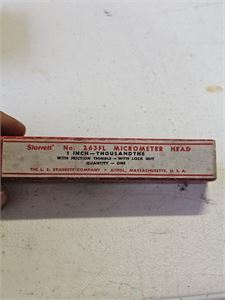 Starrett® No. 263FL MICROMETER HEAD
1 INCH—THOUSANDTHS
WITH FRICTION THIMBLE — WITH LOCK NUT
QUANTITY — ONE
THE L. S. STARRETT COMPANY • ATHOL, MASSACHUSETTS, U. S. A.